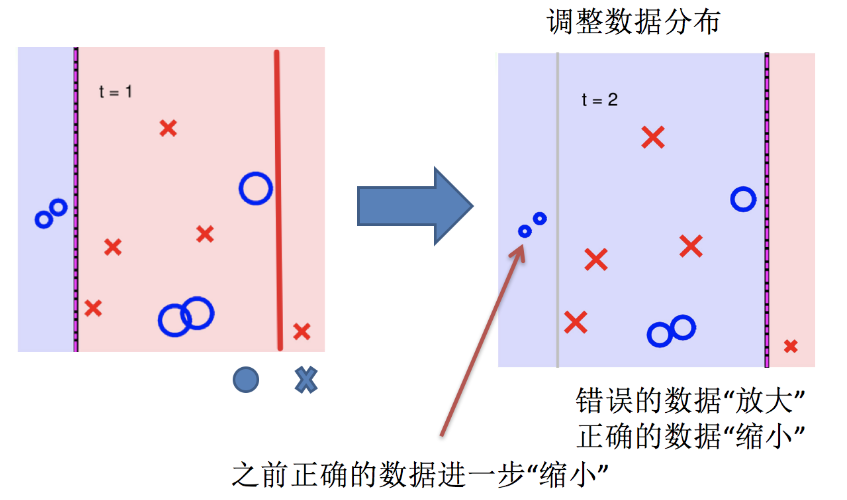 调整数据分布
t = 1
t = 2
错误的数据“放大”
正确的数据“缩小”
之前正确的数据进一步“缩小”